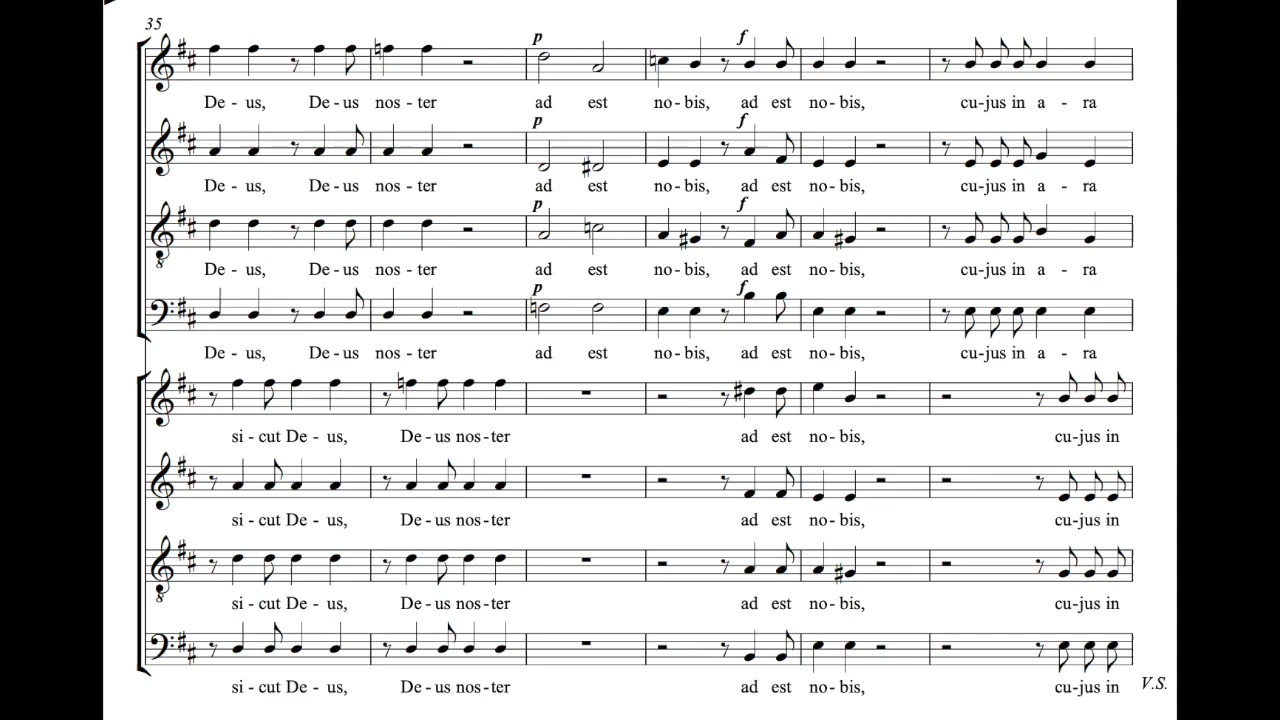 35
p
f
De - us, De - us nos - ter ad est no - bis, ad est no - bis, cu - jus in a - ra
p
f
De - us, De - us nos - ter ad est no - bis, ad est no - bis, cu - jus in a - ra
p
f
De - us, De - us nos - ter ad est no - bis, ad est no - bis, cu - jus in a - ra
p
f
De - us, De - us nos - ter ad est no - bis, ad est no - bis, cu - jus in a - ra
si - cut De - us, De - us nos - ter ad est no - bis, cu - jus in
si - cut De - us, De - us nos - ter ad est no - bis, cu - jus in
si - cut De - us, De - us nos - ter ad est no - bis, cu - jus in
si - cut De - us, De - us nos - ter ad est no - bis, cu - jus in
V.S.